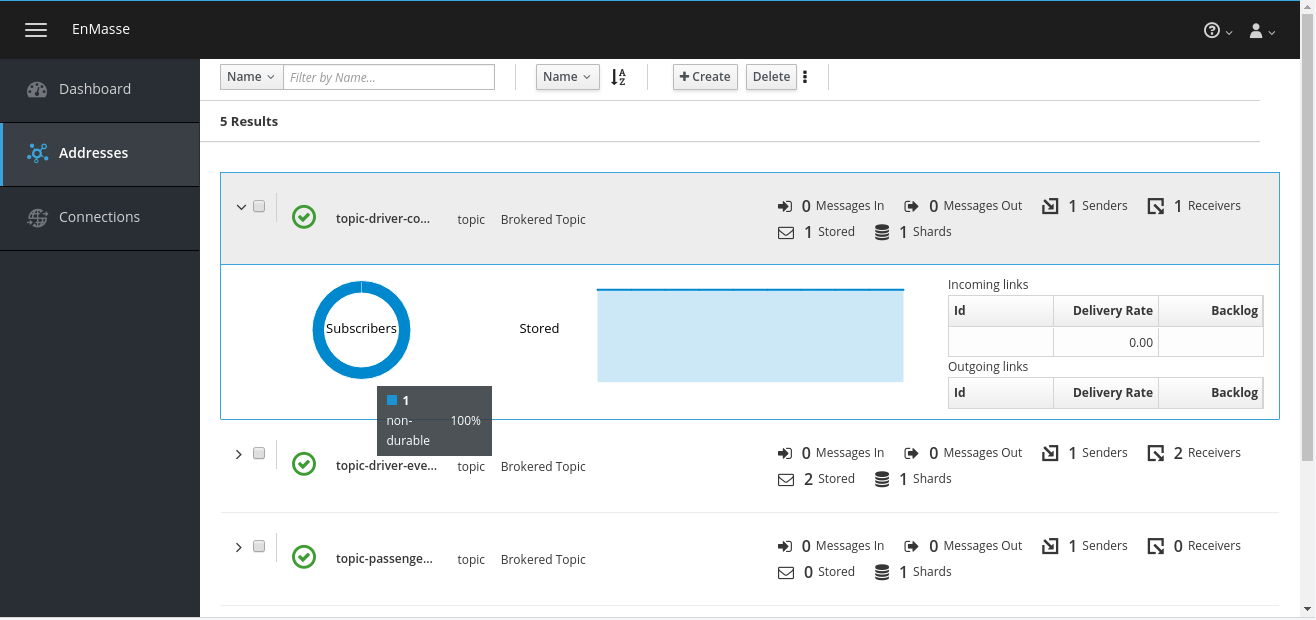 EnMasse
Dashboard
Addresses
Connections
Name Filter by Name... Name A Z + Create Delete
5 Results
topic-driver-co... topic Brokered Topic
0 Messages In 0 Messages Out 1 Senders 1 Receivers
1 Stored 1 Shards
Subscribers
Stored
Incoming links
Id Delivery Rate Backlog
0.00
Outgoing links
Id Delivery Rate Backlog
1
non- 100%
durable
topic-driver-eve... topic Brokered Topic
0 Messages In 0 Messages Out 1 Senders 2 Receivers
2 Stored 1 Shards
topic-passenge... topic Brokered Topic
0 Messages In 0 Messages Out 1 Senders 0 Receivers
0 Stored 1 Shards